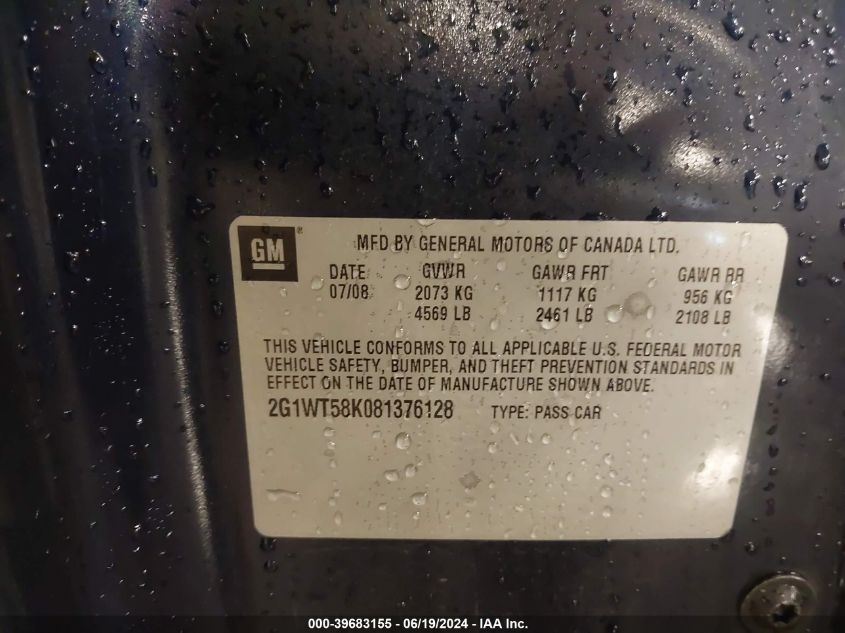 GM® MFD BY GENERAL MOTORS OF CANADA LTD.
DATE GVWR GAWR FRT GAWR RR
07/08 2073 KG 1117 KG 956 KG
4569 LB 2461 LB 2108 LB
THIS VEHICLE CONFORMS TO ALL APPLICABLE U.S. FEDERAL MOTOR
VEHICLE SAFETY, BUMPER, AND THEFT PREVENTION STANDARDS IN
EFFECT ON THE DATE OF MANUFACTURE SHOWN ABOVE.
2G1WT58K081376128 TYPE: PASS CAR
000-39683155 - 06/19/2024 - IAA Inc.